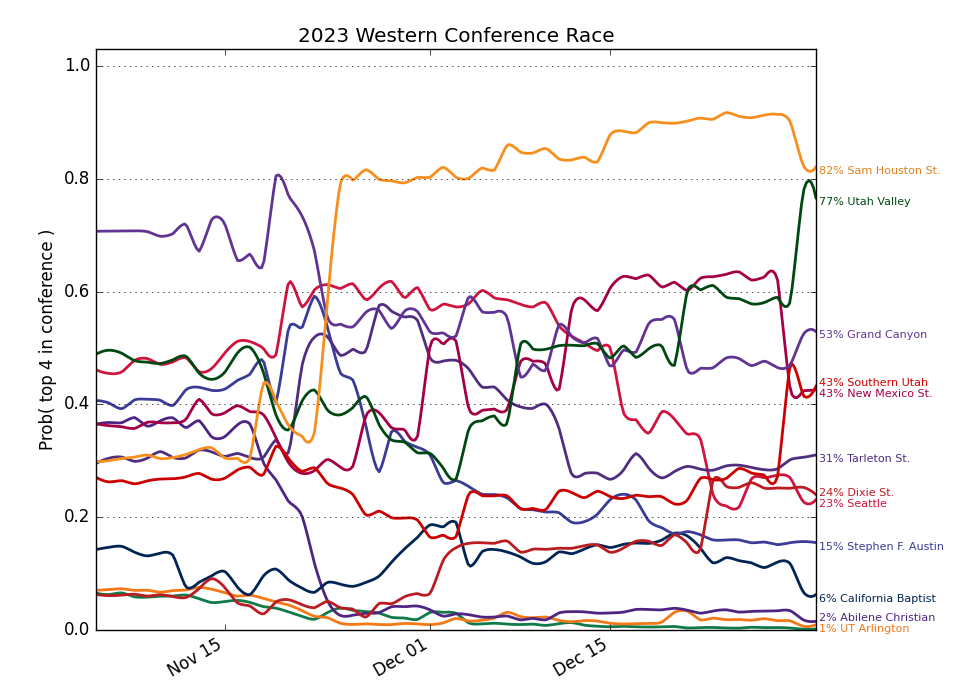 2023 Western Conference Race
Prob( top 4 in conference )
1.0
0.8
0.6
0.4
0.2
0.0
Nov 15
Dec 01
Dec 15
82% Sam Houston St.
77% Utah Valley
53% Grand Canyon
43% Southern Utah
43% New Mexico St.
31% Tarleton St.
24% Dixie St.
23% Seattle
15% Stephen F. Austin
6% California Baptist
2% Abilene Christian
1% UT Arlington